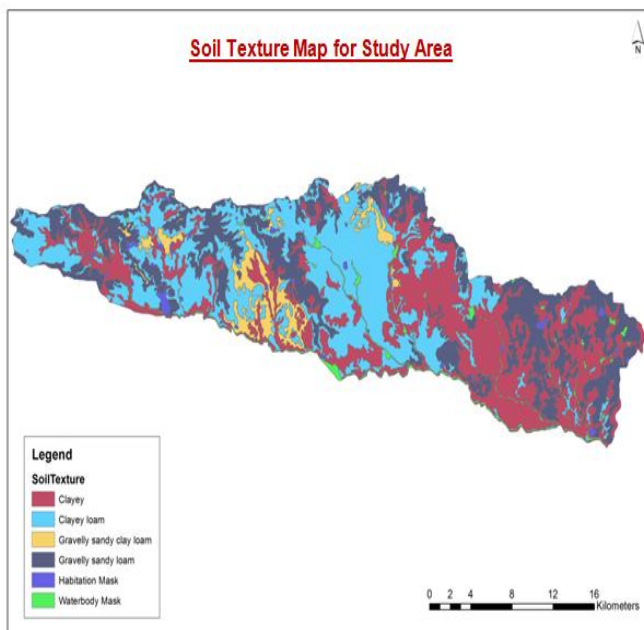 Soil Texture Map for Study Area
N
Legend
SoilTexture
Clayey
Clayey loam
Gravelly sandy clay loam
Gravelly sandy loam
Habitation Mask
Waterbody Mask
0 2 4 8 12 16
Kilometers